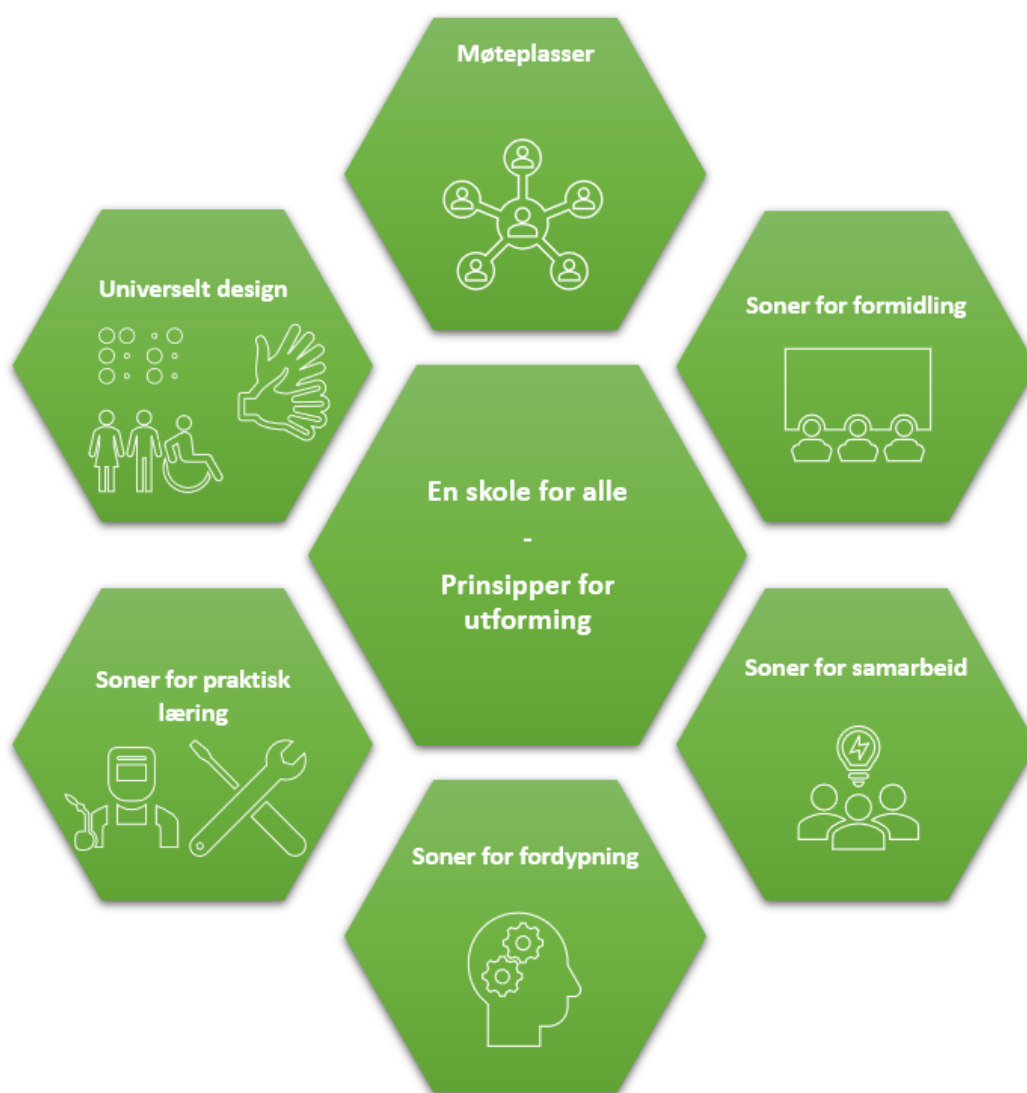 Møteplasser
Soner for formidling
Soner for samarbeid
Soner for fordypning
Soner for praktisk
læring
Universelt design
En skole for alle
-
Prinsipper for
utforming